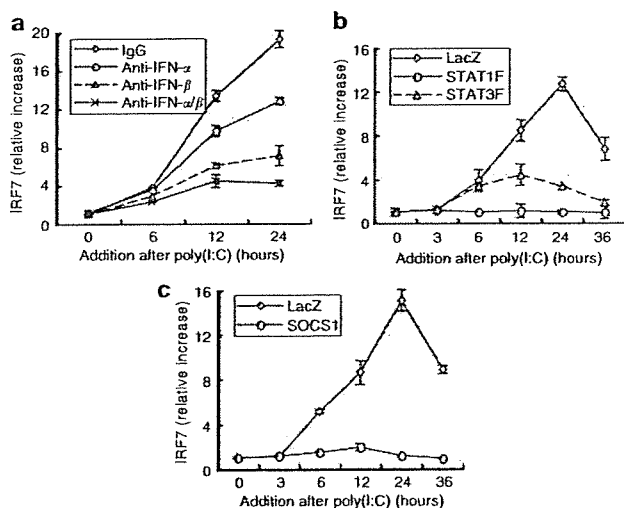 a
IRF7 (relative increase)
20
16
12
8
4
0
IgG
Anti-IFN-α
Anti-IFN-β
Anti-IFN-α/β
0 6 12 24
Addition after poly(I:C) (hours)
b
IRF7 (relative increase)
16
12
8
4
0
LacZ
STAT1F
STAT3F
0 3 6 12 24 36
Addition after poly(I:C) (hours)
c
IRF7 (relative increase)
16
12
8
4
0
LacZ
SOCS1
0 3 6 12 24 36
Addition after poly(I:C) (hours)